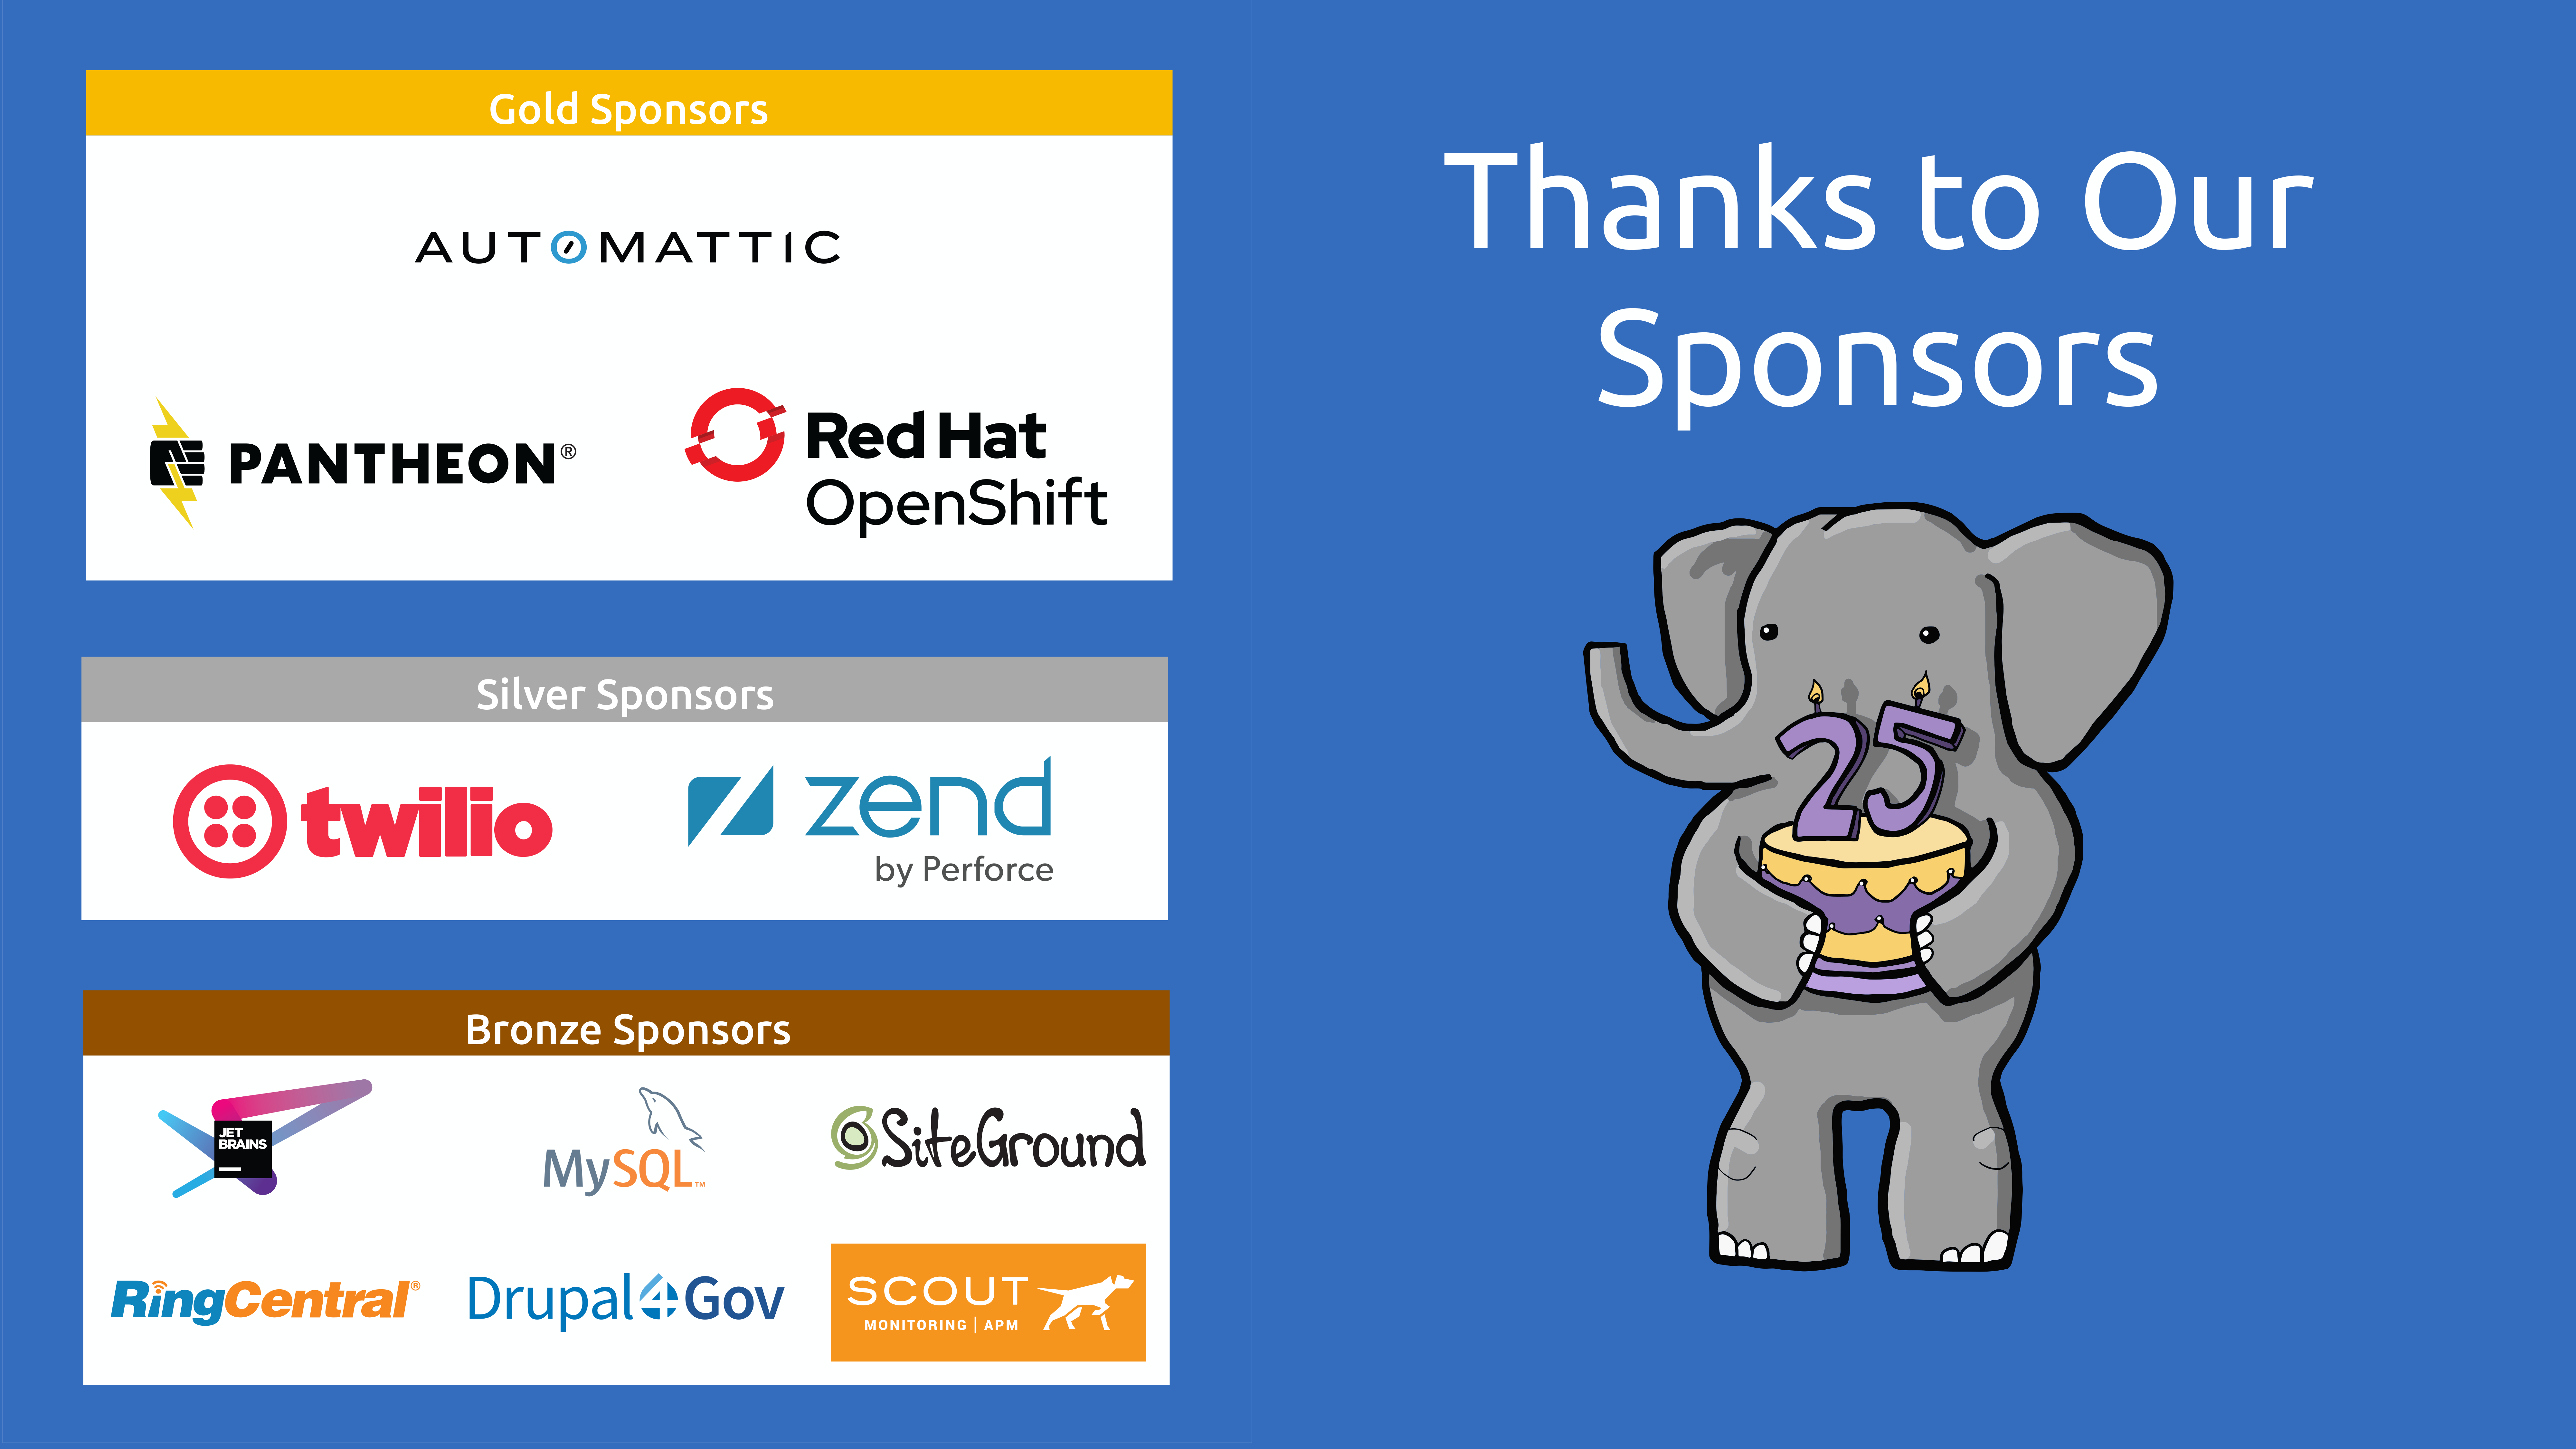 Gold Sponsors
AUTOMATTIC
PANTHEON®
Red Hat
OpenShift
Silver Sponsors
twilio
zend
by Perforce
Bronze Sponsors
JET
BRAINS
MySQL™
SiteGround
RingCentral®
Drupal4Gov
SCOUT
MONITORING | APM
Thanks to Our
Sponsors
25